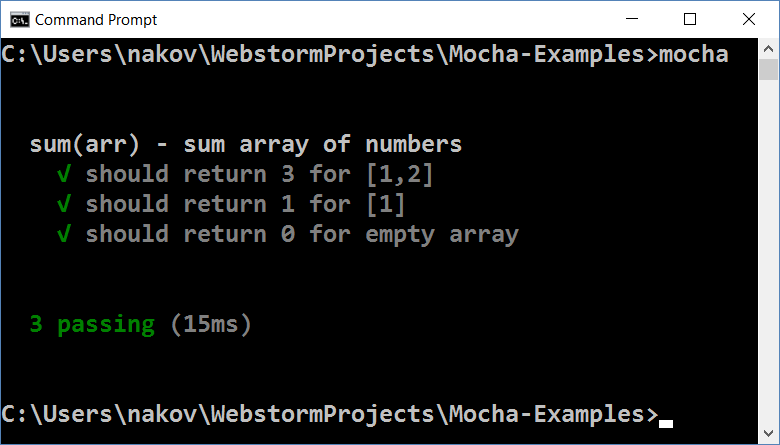 Command Prompt
C:\Users\nakov\WebstormProjects\Mocha-Examples>mocha
sum(arr) - sum array of numbers
√ should return 3 for [1,2]
√ should return 1 for [1]
√ should return 0 for empty array
3 passing (15ms)
C:\Users\nakov\WebstormProjects\Mocha-Examples>